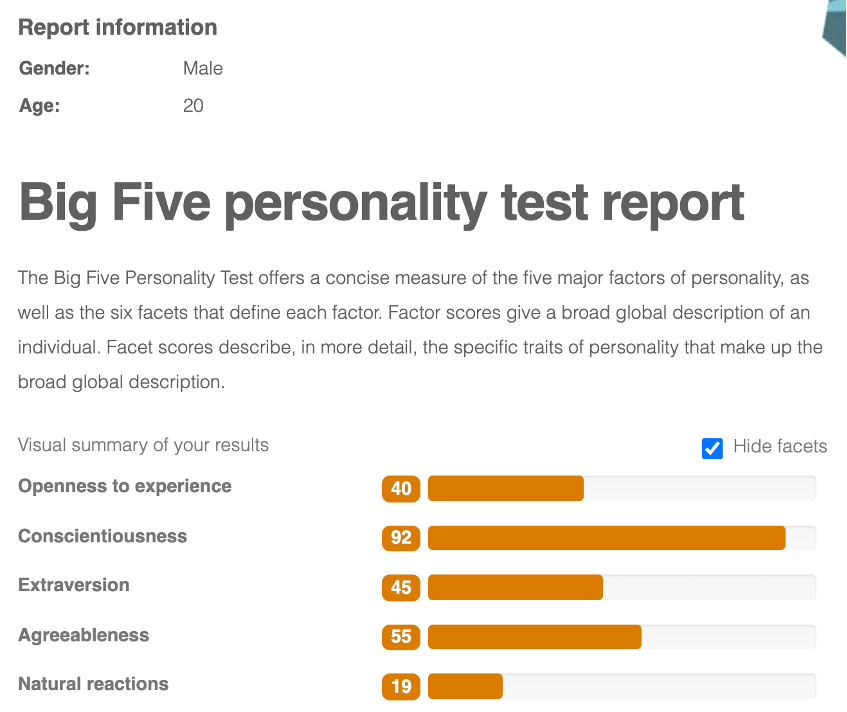 Report information
Gender: Male
Age: 20
Big Five personality test report
The Big Five Personality Test offers a concise measure of the five major factors of personality, as
well as the six facets that define each factor. Factor scores give a broad global description of an
individual. Facet scores describe, in more detail, the specific traits of personality that make up the
broad global description.
Visual summary of your results Hide facets
Openness to experience 40
Conscientiousness 92
Extraversion 45
Agreeableness 55
Natural reactions 19